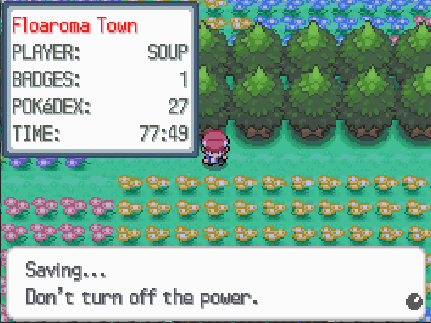 Floaroma Town
PLAYER: SOUP
BADGES: 1
POKéDEX: 27
TIME: 77:49
Saving...
Don't turn off the power.